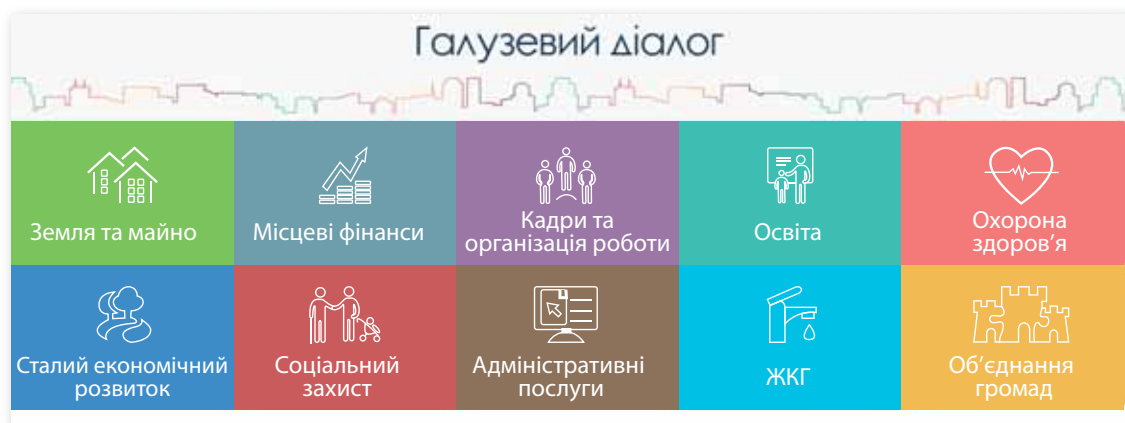 Галузевий діалог
Земля та майно
Місцеві фінанси
Кадри та
організація роботи
Освіта
Охорона
здоров’я
Сталий економічний
розвиток
Соціальний
захист
Адміністративні
послуги
ЖКГ
Об’єднання
громад